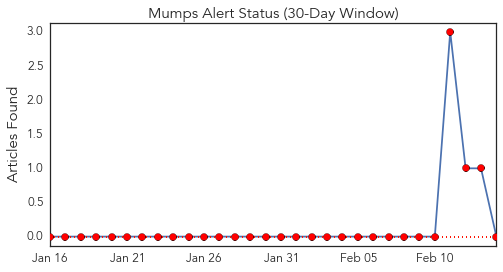 Mumps Alert Status (30-Day Window)
Articles Found
3.0
2.5
2.0
1.5
1.0
0.5
0.0
Jan 16 Jan 21 Jan 26 Jan 31 Feb 05 Feb 10